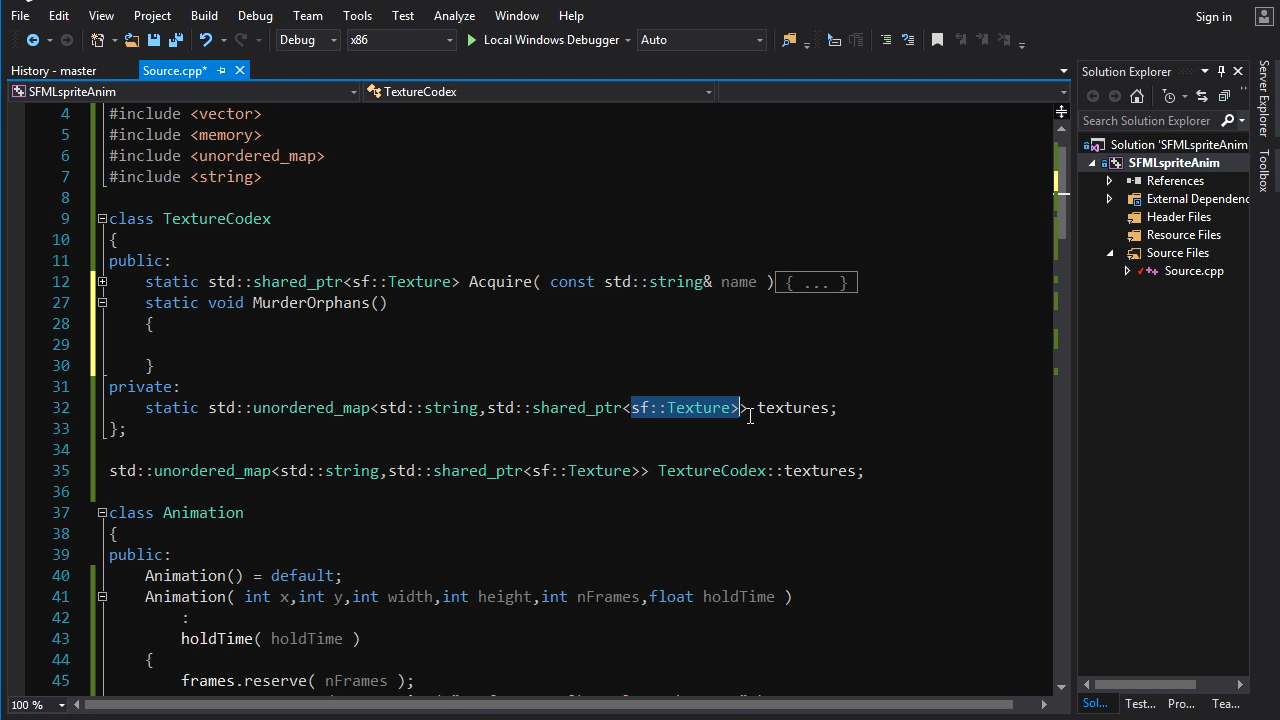 File Edit View Project Build Debug Team Tools Test Analyze Window Help Sign in
Debug x86 Local Windows Debugger Auto
History - master Source.cpp* Solution Explorer
SFMLspriteAnim TextureCodex
Search Solution Explorer
Solution 'SFMLspriteAnim
SFMLspriteAnim
References
External Dependenc
Header Files
Resource Files
Source Files
Source.cpp
Server Explorer
Toolbox
4 #include <vector>
5 #include <memory>
6 #include <unordered_map>
7 #include <string>
8
9 class TextureCodex
10 {
11 public:
12 static std::shared_ptr<sf::Texture> Acquire( const std::string& name ){ ... }
27 static void MurderOrphans()
28 {
29
30 }
31 private:
32 static std::unordered_map<std::string,std::shared_ptr<sf::Texture>> textures;
33 };
34
35 std::unordered_map<std::string,std::shared_ptr<sf::Texture>> TextureCodex::textures;
36
37 class Animation
38 {
39 public:
40 Animation() = default;
41 Animation( int x,int y,int width,int height,int nFrames,float holdTime )
42 :
43 holdTime( holdTime )
44 {
45 frames.reserve( nFrames );
100 %
Sol... Test... Pro... Tea...